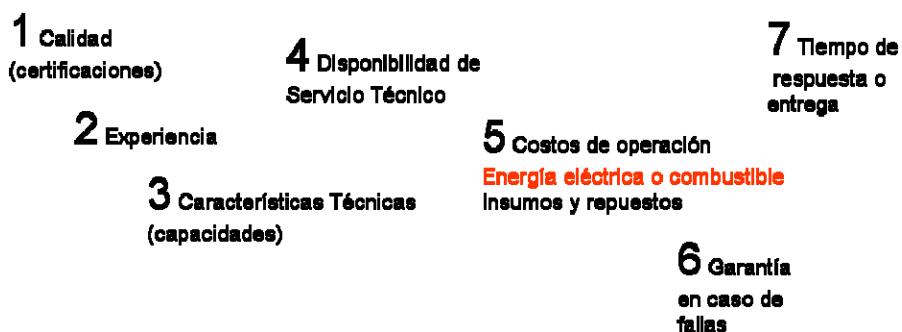 1 Calidad
(certificaciones)
2 Experiencia
3 Características Técnicas
(capacidades)
4 Disponibilidad de
Servicio Técnico
5 Costos de operación
Energía eléctrica o combustible
Insumos y repuestos
6 Garantía
en caso de
fallas
7 Tiempo de
respuesta o
entrega